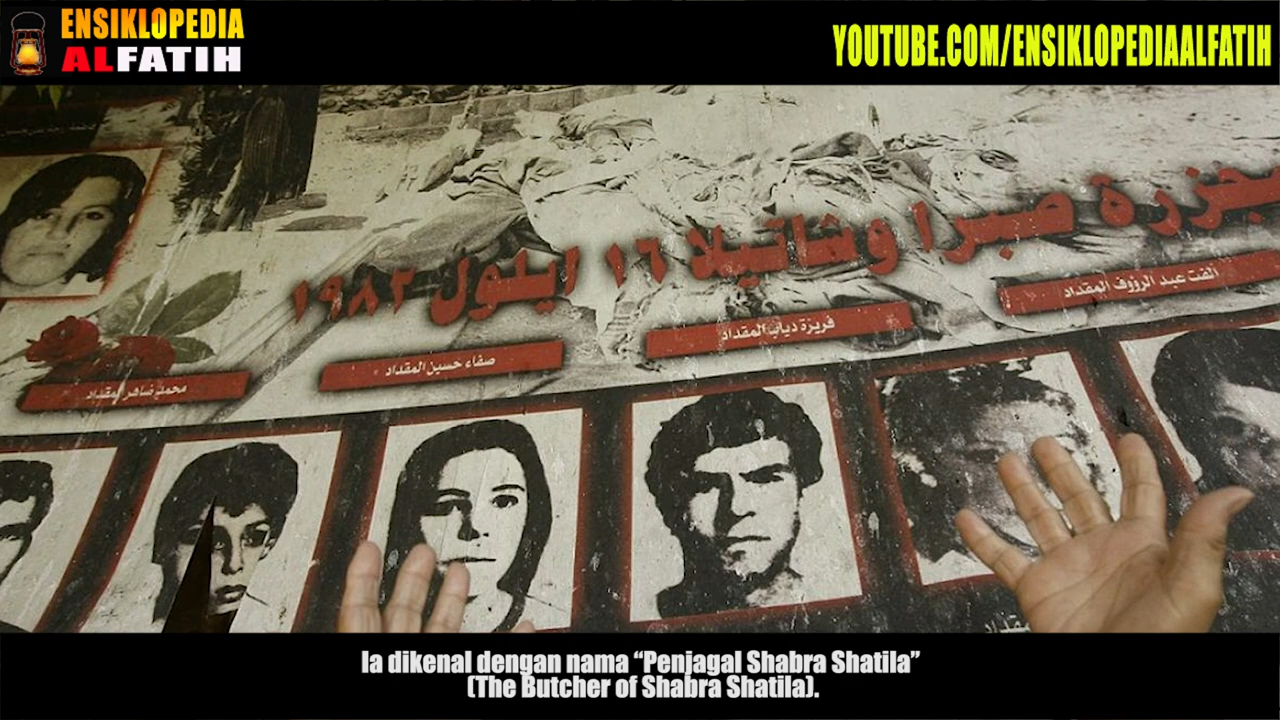 ENSIKLOPEDIA
ALFATIH
YOUTUBE.COM/ENSIKLOPEDIAALFATIH
مجزرة صبرا وشاتيلا ١٦ ايلول ١٩٨٢
الفت عبد الرؤوف المقداد
فريزة دياب المقداد
صفاء حسين المقداد
محمد ضاهر المقداد
Ia dikenal dengan nama “Penjagal Shabra Shatila”
(The Butcher of Shabra Shatila).